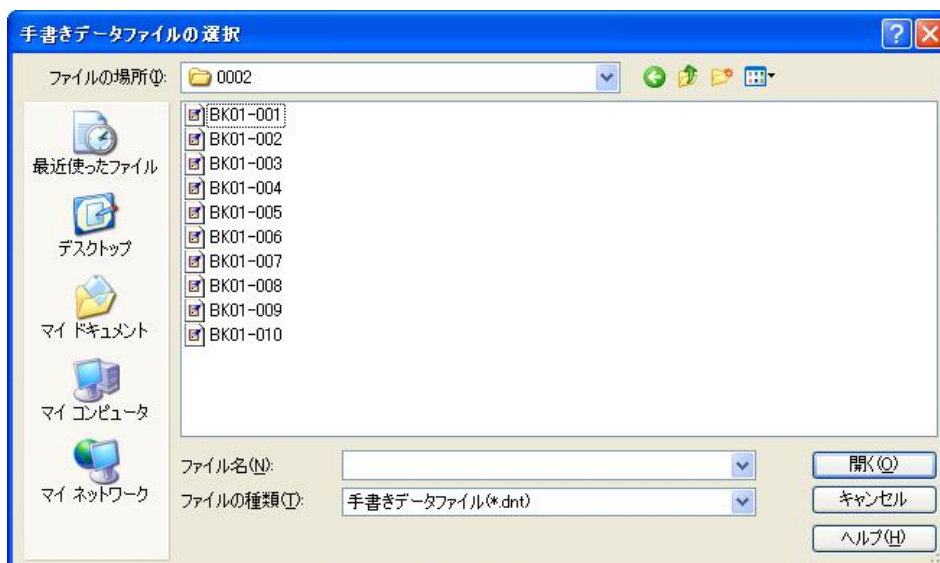 手書きデータファイルの選択
ファイルの場所(I):
0002
最近使ったファイル
デスクトップ
マイ ドキュメント
マイ コンピュータ
マイ ネットワーク
BK01-001
BK01-002
BK01-003
BK01-004
BK01-005
BK01-006
BK01-007
BK01-008
BK01-009
BK01-010
ファイル名(N):
開く(O)
ファイルの種類(T):
手書きデータファイル(*.dnt)
キャンセル
ヘルプ(H)